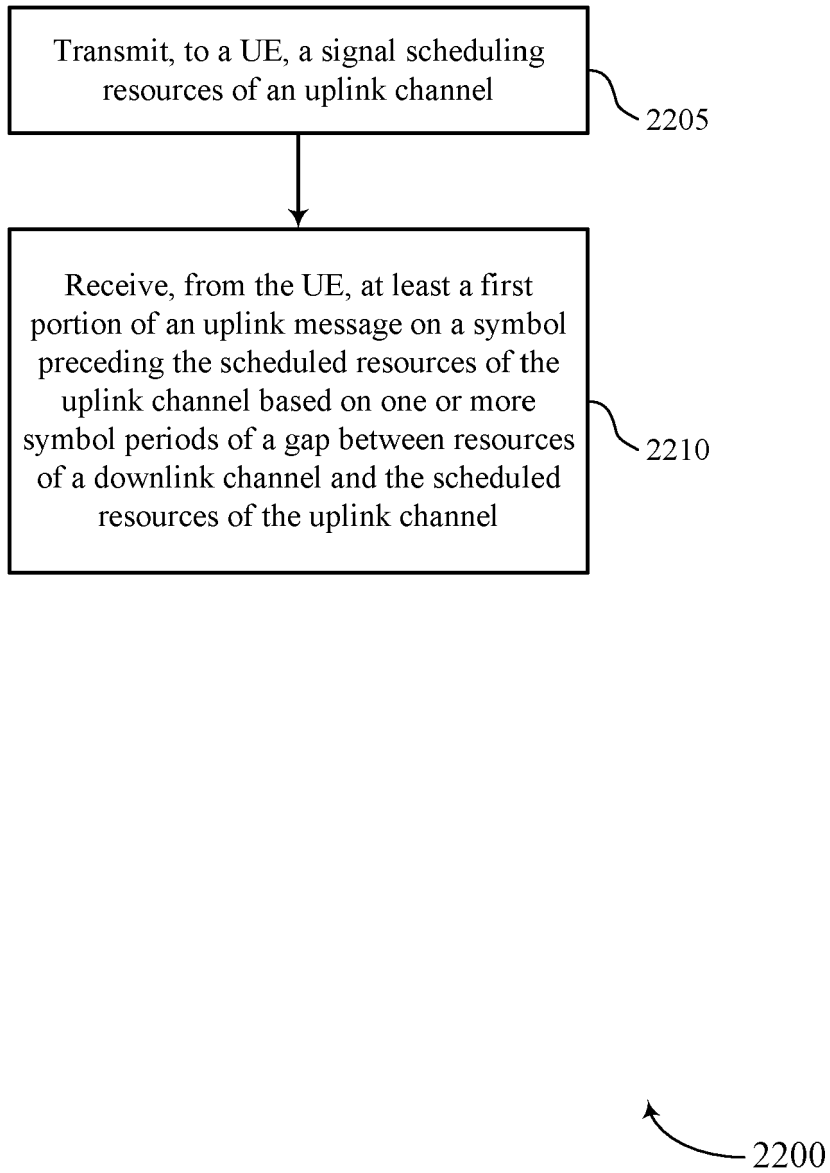 Transmit, to a UE, a signal scheduling
resources of an uplink channel
2205
Receive, from the UE, at least a first
portion of an uplink message on a symbol
preceding the scheduled resources of the
uplink channel based on one or more
symbol periods of a gap between resources
of a downlink channel and the scheduled
resources of the uplink channel
2210
2200